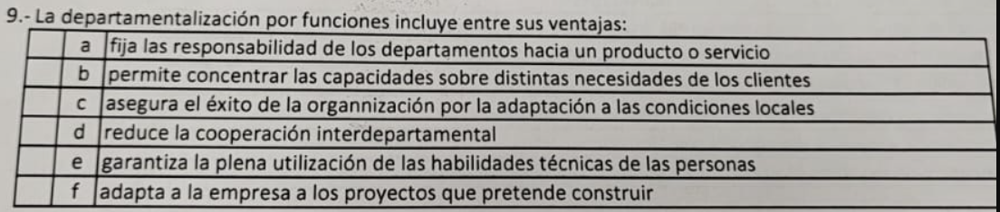 9.- La departamentalización por funciones incluye entre sus ventajas:
a fija las responsabilidad de los departamentos hacia un producto o servicio
b permite concentrar las capacidades sobre distintas necesidades de los clientes
c asegura el éxito de la organnización por la adaptación a las condiciones locales
d reduce la cooperación interdepartamental
e garantiza la plena utilización de las habilidades técnicas de las personas
f adapta a la empresa a los proyectos que pretende construir